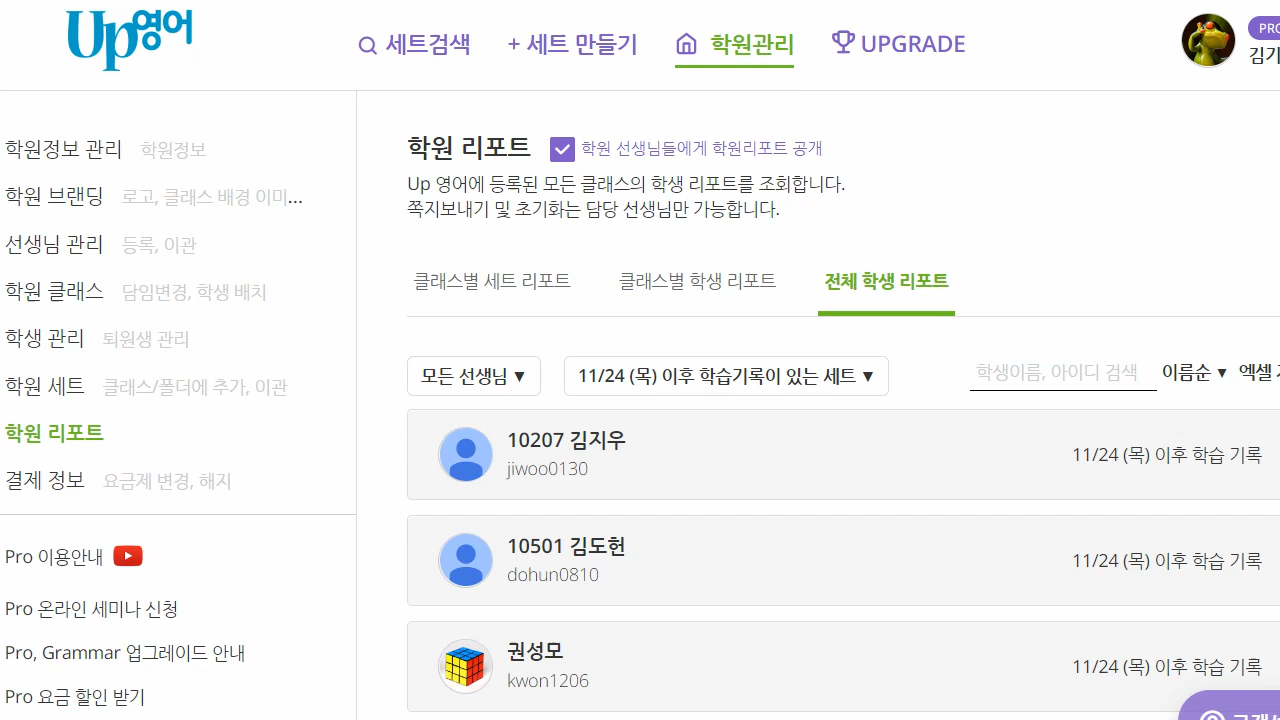 Up영어
세트검색
+ 세트 만들기
학원관리
UPGRADE
PRO
김기
학원정보 관리 학원정보
학원 브랜딩 로고, 클래스 배경 이미...
선생님 관리 등록, 이관
학원 클래스 담임변경, 학생 배치
학생 관리 퇴원생 관리
학원 세트 클래스/폴더에 추가, 이관
학원 리포트
결제 정보 요금제 변경, 해지
Pro 이용안내
Pro 온라인 세미나 신청
Pro, Grammar 업그레이드 안내
Pro 요금 할인 받기
학원 리포트 학원 선생님들에게 학원리포트 공개
Up 영어에 등록된 모든 클래스의 학생 리포트를 조회합니다.
쪽지보내기 및 초기화는 담당 선생님만 가능합니다.
클래스별 세트 리포트 클래스별 학생 리포트 전체 학생 리포트
모든 선생님 ▼ 11/24 (목) 이후 학습기록이 있는 세트 ▼ 학생이름, 아이디 검색 이름순 ▼ 엑셀
10207 김지우
jiwoo0130
11/24 (목) 이후 학습 기록
10501 김도헌
dohun0810
11/24 (목) 이후 학습 기록
권성모
kwon1206
11/24 (목) 이후 학습 기록